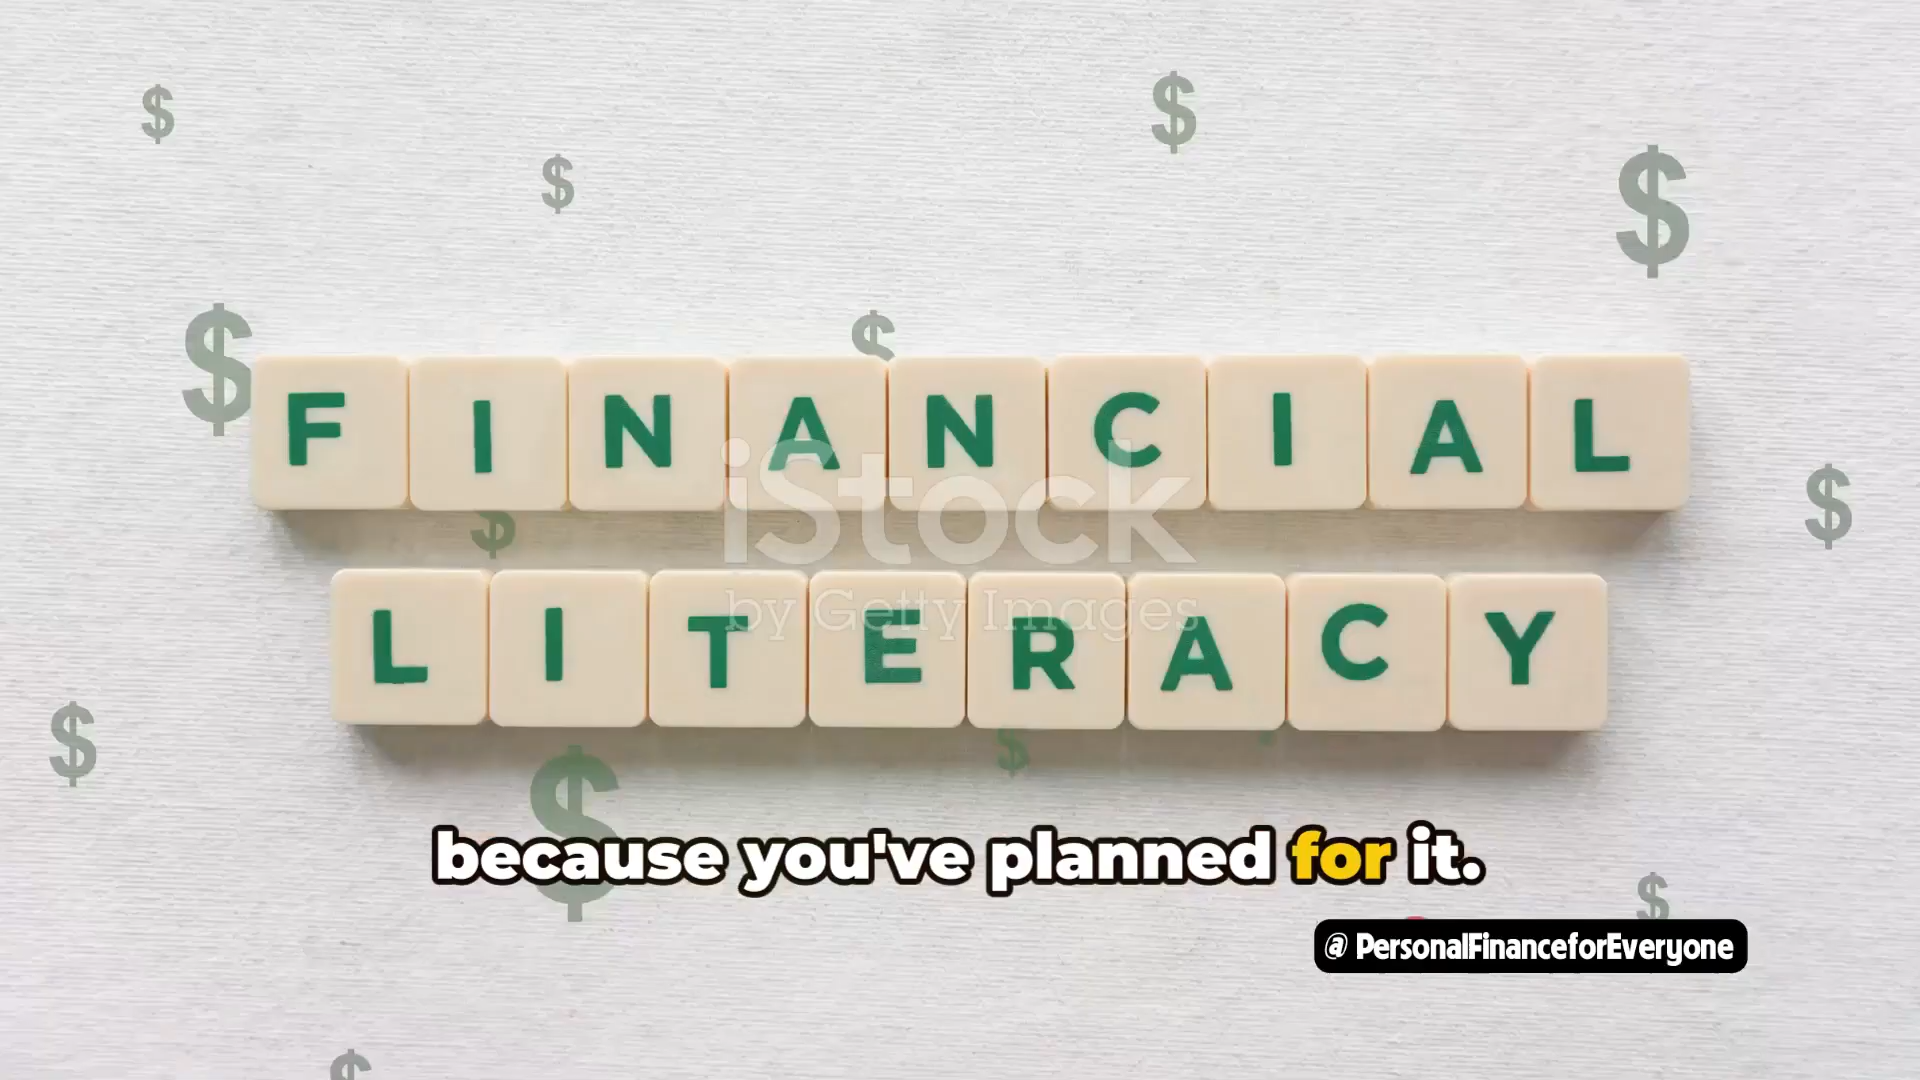 FINANCIAL
iStock
LITERACY
by Getty Images
because you've planned for it.
@ PersonalFinanceforEveryone